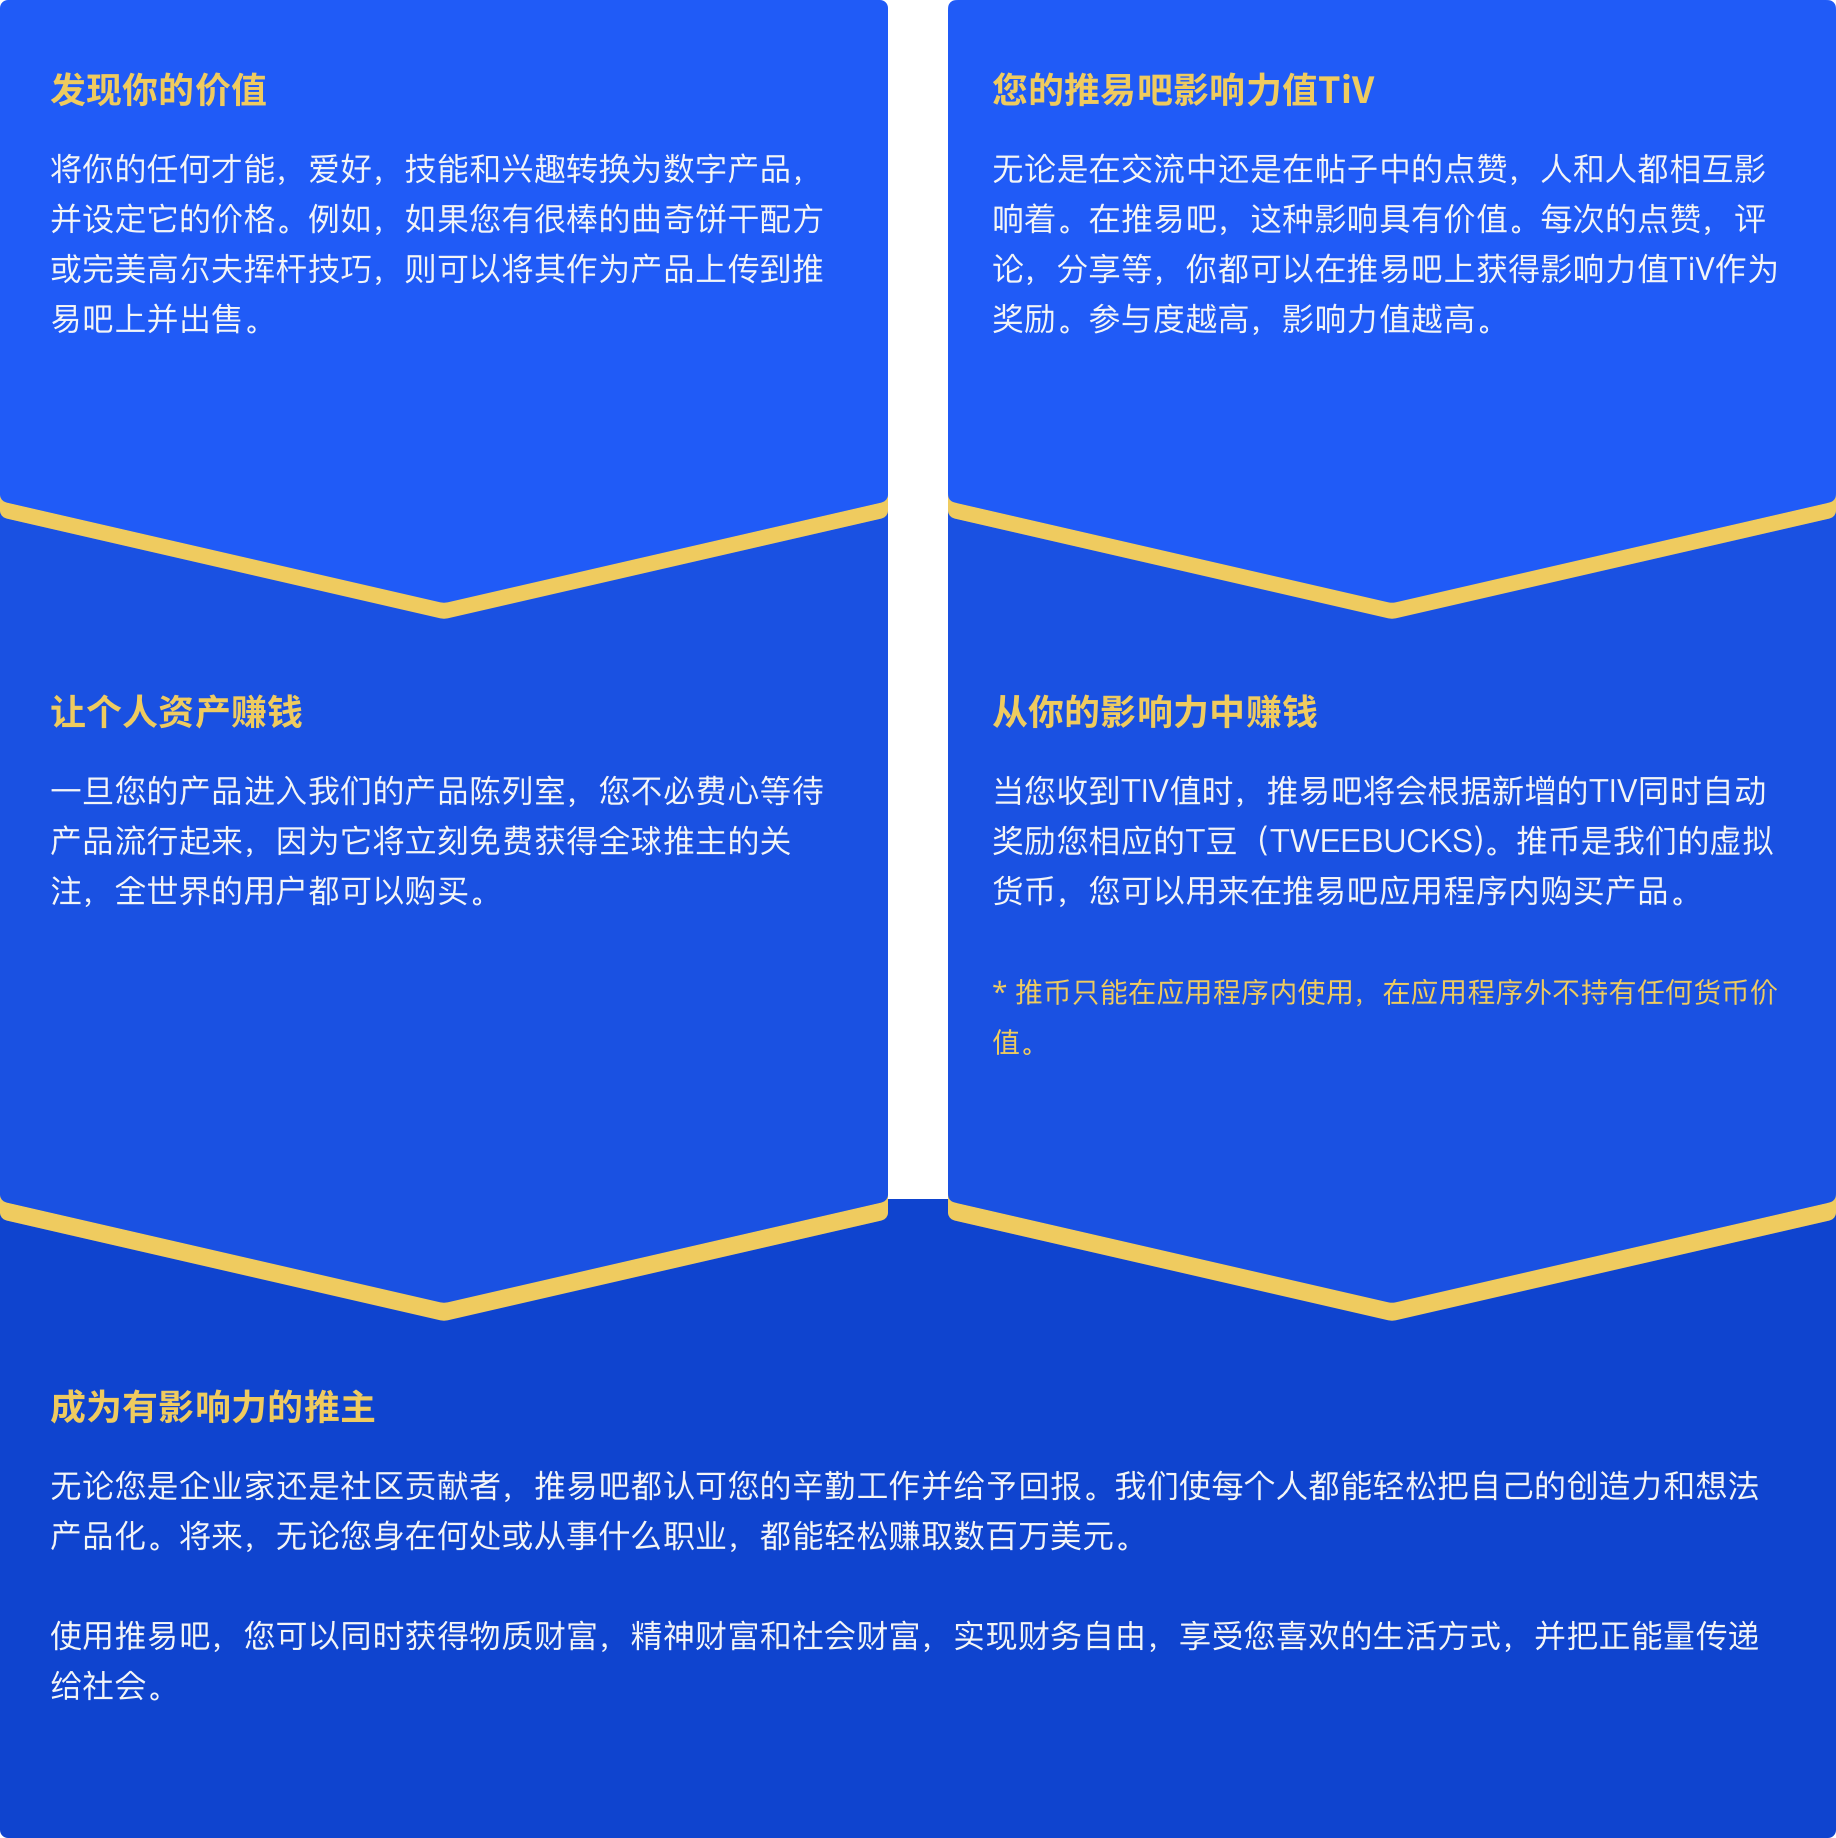 发现你的价值
将你的任何才能，爱好，技能和兴趣转换为数字产品，
并设定它的价格。例如，如果您有很棒的曲奇饼干配方
或完美高尔夫挥杆技巧，则可以将其作为产品上传到推
易吧上并出售。
您的推易吧影响力值TiV
无论是在交流中还是在帖子中的点赞，人和人都相互影
响着。在推易吧，这种影响具有价值。每次的点赞，评
论，分享等，你都可以在推易吧上获得影响力值TiV作为
奖励。参与度越高，影响力值越高。
让个人资产赚钱
一旦您的产品进入我们的产品陈列室，您不必费心等待
产品流行起来，因为它将立刻免费获得全球推主的关
注，全世界的用户都可以购买。
从你的影响力中赚钱
当您收到TIV值时，推易吧将会根据新增的TIV同时自动
奖励您相应的T豆（TWEEBUCKS)。推币是我们的虚拟
货币，您可以用来在推易吧应用程序内购买产品。
* 推币只能在应用程序内使用，在应用程序外不持有任何货币价
值。
成为有影响力的推主
无论您是企业家还是社区贡献者，推易吧都认可您的辛勤工作并给予回报。我们使每个人都能轻松把自己的创造力和想法
产品化。将来，无论您身在何处或从事什么职业，都能轻松赚取数百万美元。
使用推易吧，您可以同时获得物质财富，精神财富和社会财富，实现财务自由，享受您喜欢的生活方式，并把正能量传递
给社会。